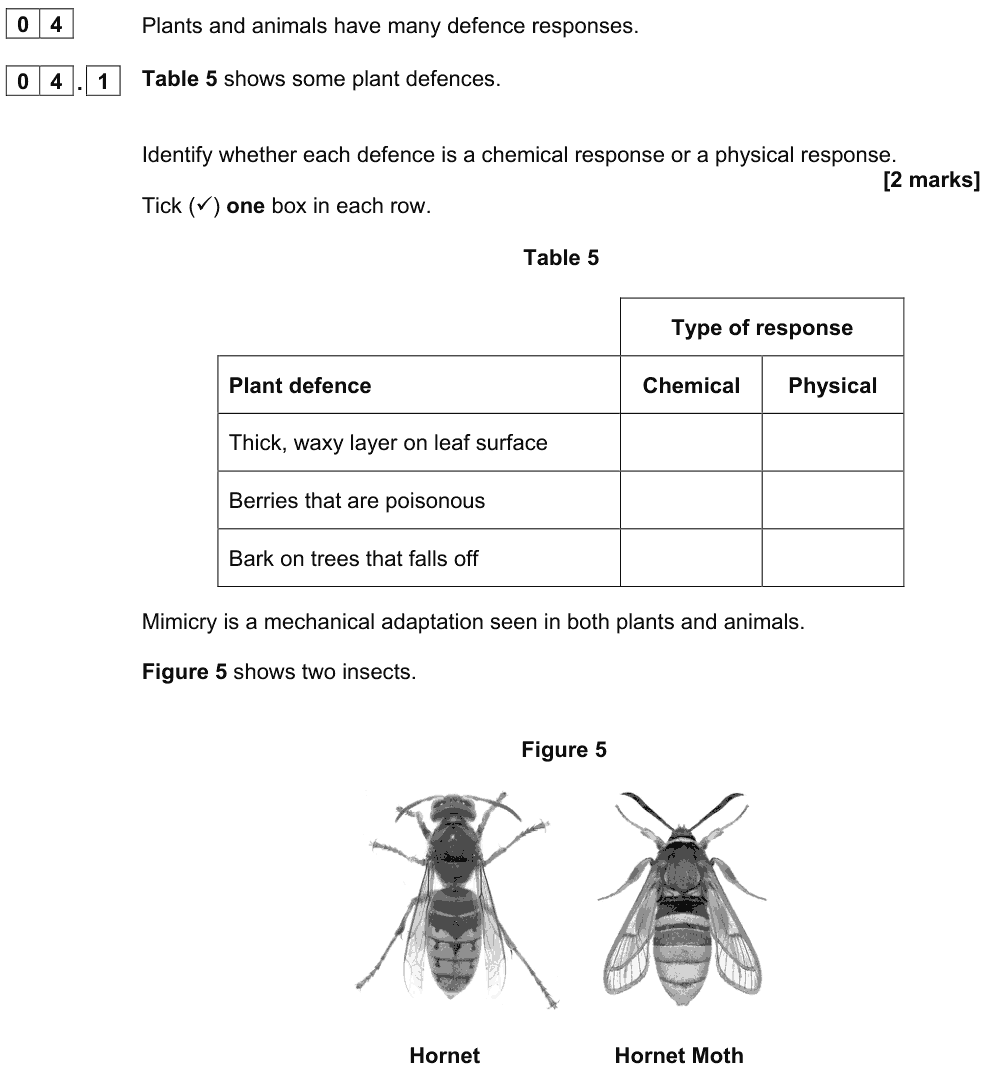 0 4 Plants and animals have many defence responses.
0 4 . 1 Table 5 shows some plant defences.
Identify whether each defence is a chemical response or a physical response.
[2 marks]
Tick (✓) one box in each row.
Table 5
Type of response
Plant defence Chemical Physical
Thick, waxy layer on leaf surface
Berries that are poisonous
Bark on trees that falls off
Mimicry is a mechanical adaptation seen in both plants and animals.
Figure 5 shows two insects.
Figure 5
Hornet Hornet Moth